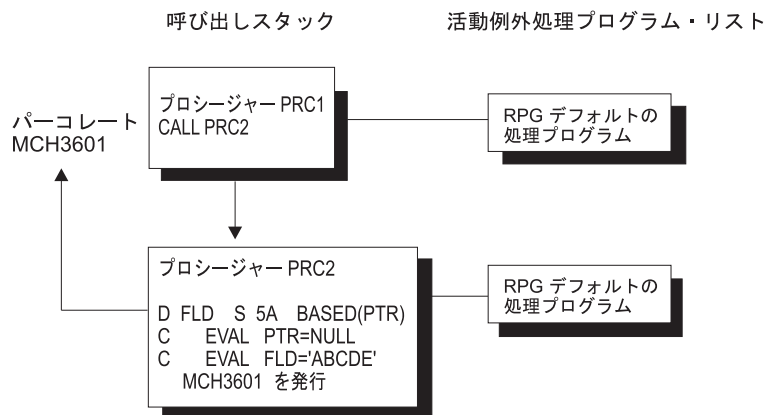 呼び出しスタック
活動例外処理プログラム・リスト
プロシージャー PRC1
CALL PRC2
RPG デフォルトの
処理プログラム
パーコレート
MCH3601
プロシージャー PRC2
D FLD S 5A BASED(PTR)
C EVAL PTR=NULL
C EVAL FLD='ABCDE'
MCH3601 を発行
RPG デフォルトの
処理プログラム